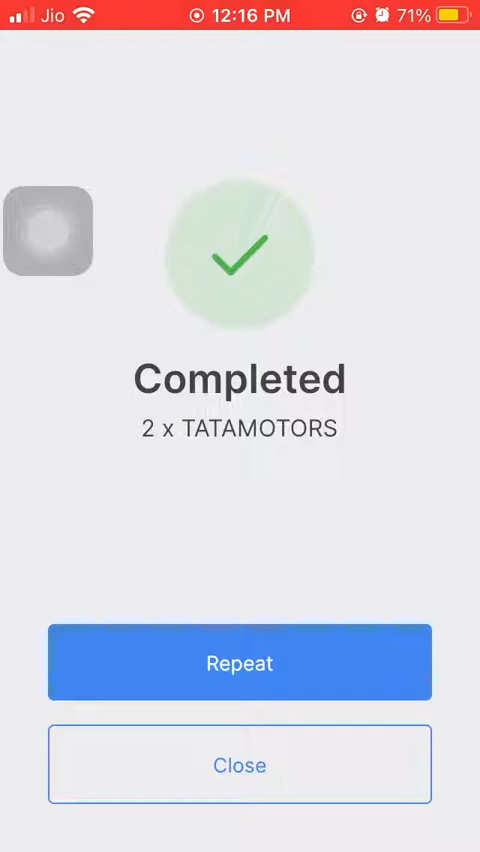 Jio 12:16 PM 71%
Completed
2 x TATAMOTORS
Repeat
Close